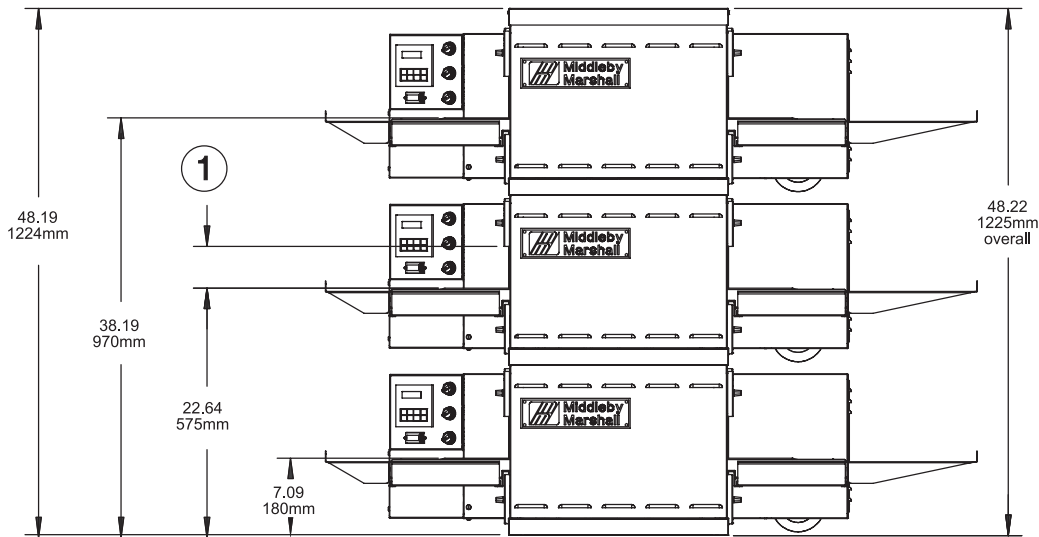 Middleby
Marshall
1
48.19
1224mm
48.22
1225mm
overall
Middleby
Marshall
38.19
970mm
22.64
575mm
Middleby
Marshall
7.09
180mm